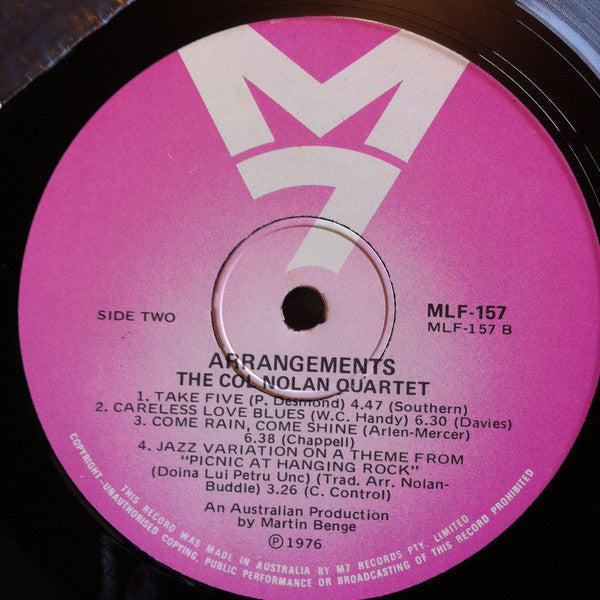 M
7
SIDE TWO
MLF-157
MLF-157 B
ARRANGEMENTS
THE COL NOLAN QUARTET
1. TAKE FIVE (P. Desmond) 4.47 (Southern)
2. CARELESS LOVE BLUES (W.C. Handy) 6.30 (Davies)
3. COME RAIN, COME SHINE (Arlen-Mercer)
6.38 (Chappell)
4. JAZZ VARIATION ON A THEME FROM
"PICNIC AT HANGING ROCK"
(Doina Lui Petru Unc) (Trad. Arr. Nolan-
Buddle) 3.26 (C. Control)
An Australian Production
by Martin Benge
Ⓟ1976
THIS RECORD WAS MADE IN AUSTRALIA BY M7 RECORDS PTY. LIMITED
COPYRIGHT-UNAUTHORISED COPYING, PUBLIC PERFORMANCE OR BROADCASTING OF THIS RECORD PROHIBITED